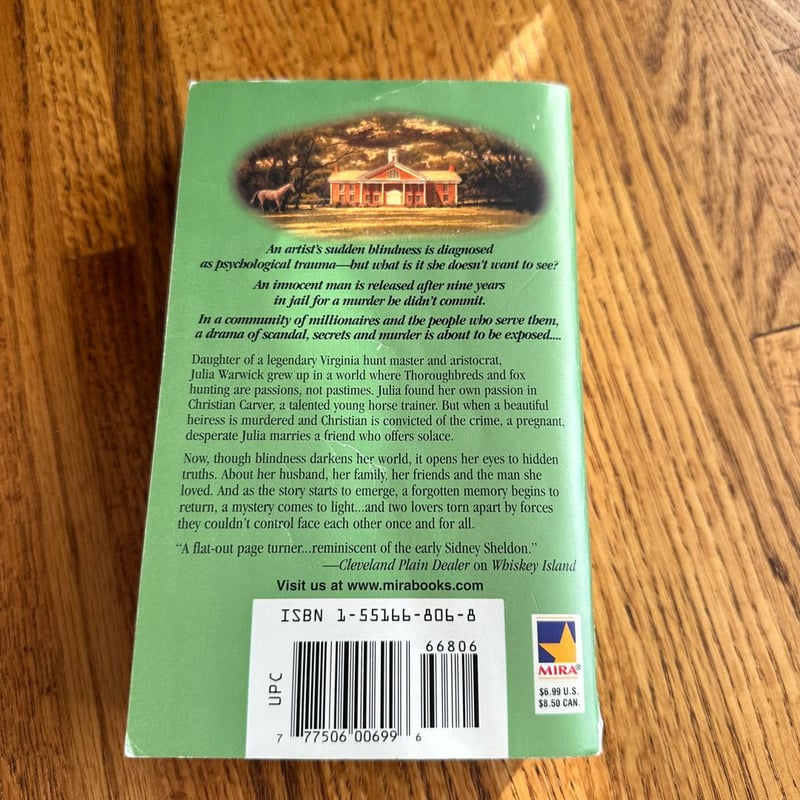 An artist's sudden blindness is diagnosed
as psychological trauma—but what is it she doesn't want to see?
An innocent man is released after nine years
in jail for a murder he didn't commit.
In a community of millionaires and the people who serve them,
a drama of scandal, secrets and murder is about to be exposed....
Daughter of a legendary Virginia hunt master and aristocrat,
Julia Warwick grew up in a world where Thoroughbreds and fox
hunting are passions, not pastimes. Julia found her own passion in
Christian Carver, a talented young horse trainer. But when a beautiful
heiress is murdered and Christian is convicted of the crime, a pregnant,
desperate Julia marries a friend who offers solace.
Now, though blindness darkens her world, it opens her eyes to hidden
truths. About her husband, her family, her friends and the man she
loved. And as the story starts to emerge, a forgotten memory begins to
return, a mystery comes to light...and two lovers torn apart by forces
they couldn't control face each other once and for all.
"A flat-out page turner...reminiscent of the early Sidney Sheldon."
—Cleveland Plain Dealer on Whiskey Island
Visit us at www.mirabooks.com
ISBN 1-55166-806-8
66806
UPC
7 77506 00699 6
MIRA®
$6.99 U.S.
$8.50 CAN.